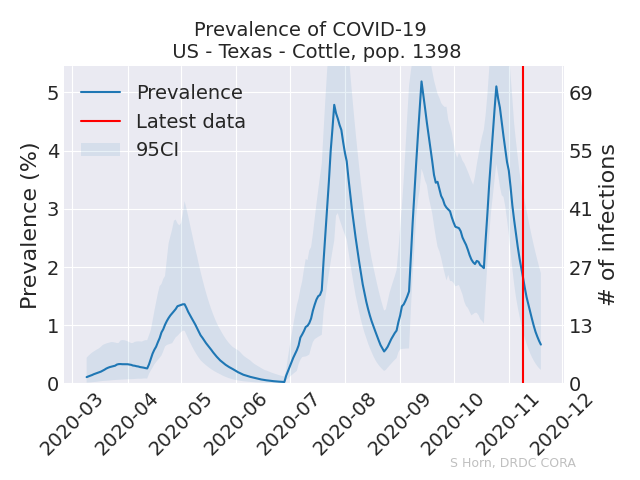 Prevalence of COVID-19
US - Texas - Cottle, pop. 1398
Prevalence
Latest data
95CI
Prevalence (%)
5
4
3
2
1
0
# of infections
69
55
41
27
13
0
2020-03
2020-04
2020-05
2020-06
2020-07
2020-08
2020-09
2020-10
2020-11
2020-12
S Horn, DRDC CORA